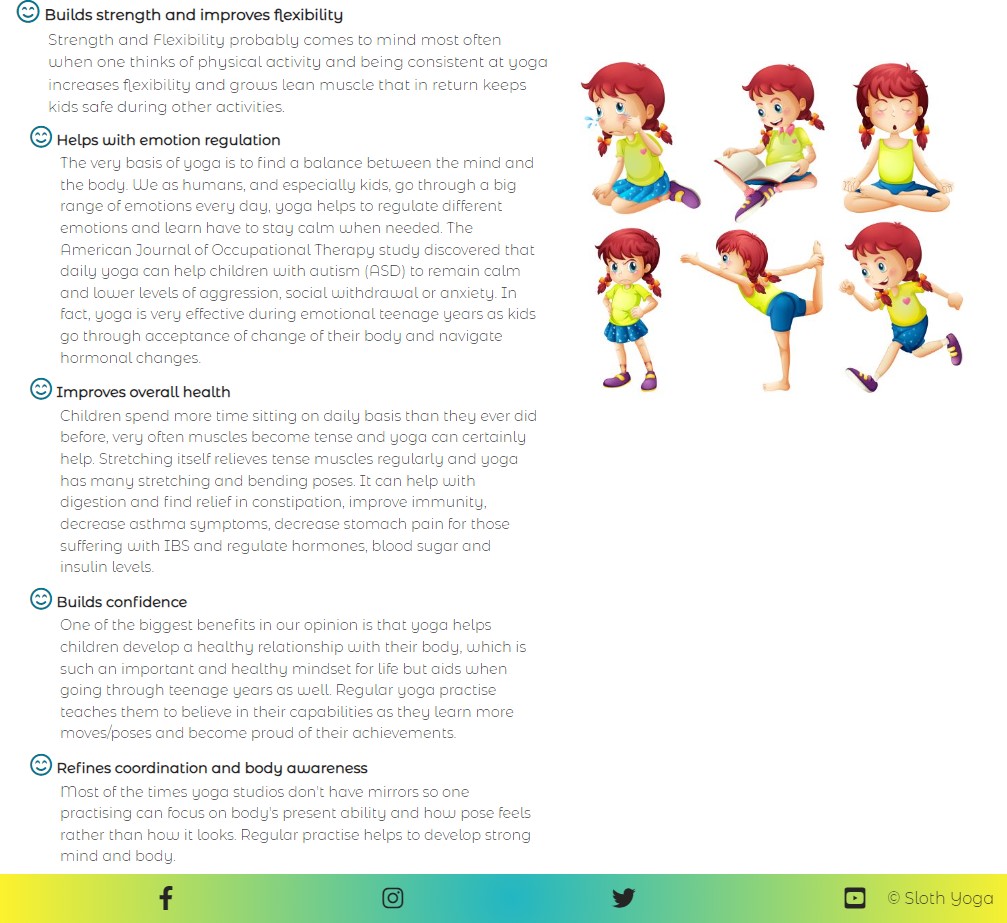 Builds strength and improves flexibility
Strength and Flexibility probably comes to mind most often
when one thinks of physical activity and being consistent at yoga
increases flexibility and grows lean muscle that in return keeps
kids safe during other activities.
Helps with emotion regulation
The very basis of yoga is to find a balance between the mind and
the body. We as humans, and especially kids, go through a big
range of emotions every day, yoga helps to regulate different
emotions and learn have to stay calm when needed. The
American Journal of Occupational Therapy study discovered that
daily yoga can help children with autism (ASD) to remain calm
and lower levels of aggression, social withdrawal or anxiety. In
fact, yoga is very effective during emotional teenage years as kids
go through acceptance of change of their body and navigate
hormonal changes.
Improves overall health
Children spend more time sitting on daily basis than they ever did
before, very often muscles become tense and yoga can certainly
help. Stretching itself relieves tense muscles regularly and yoga
has many stretching and bending poses. It can help with
digestion and find relief in constipation, improve immunity,
decrease asthma symptoms, decrease stomach pain for those
suffering with IBS and regulate hormones, blood sugar and
insulin levels.
Builds confidence
One of the biggest benefits in our opinion is that yoga helps
children develop a healthy relationship with their body, which is
such an important and healthy mindset for life but aids when
going through teenage years as well. Regular yoga practise
teaches them to believe in their capabilities as they learn more
moves/poses and become proud of their achievements.
Refines coordination and body awareness
Most of the times yoga studios don't have mirrors so one
practising can focus on body's present ability and how pose feels
rather than how it looks. Regular practise helps to develop strong
mind and body.
© Sloth Yoga